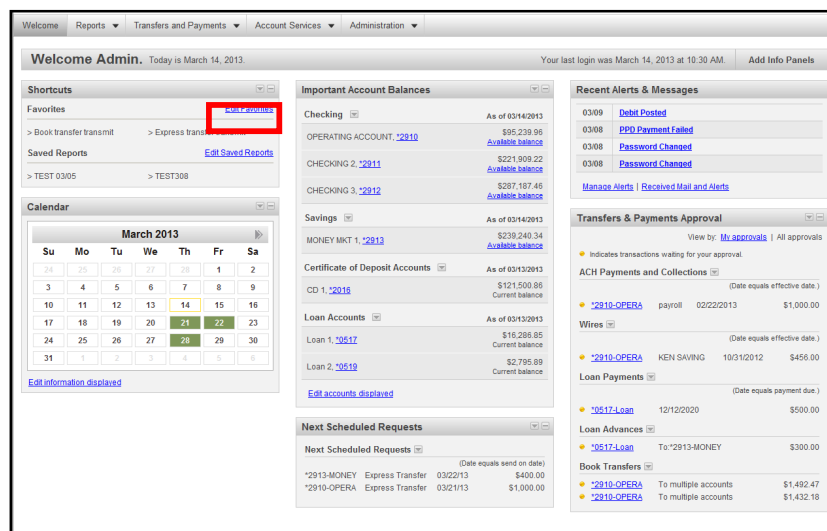 Welcome Reports Transfers and Payments Account Services Administration
Welcome Admin. Today is March 14, 2013.
Your last login was March 14, 2013 at 10:30 AM. Add Info Panels
Shortcuts
Favorites Edit Favorites
> Book transfer transmit > Express transfer transmit
Saved Reports Edit Saved Reports
> TEST 03/05 > TEST308
Calendar
March 2013
Su Mo Tu We Th Fr Sa
24 25 26 27 28 1 2
3 4 5 6 7 8 9
10 11 12 13 14 15 16
17 18 19 20 21 22 23
24 25 26 27 28 29 30
31 1 2 3 4 5 6
Edit information displayed
Important Account Balances
Checking As of 03/14/2013
OPERATING ACCOUNT, *2910 $95,239.96
Available balance
CHECKING 2, *2911 $221,909.22
Available balance
CHECKING 3, *2912 $287,187.46
Available balance
Savings As of 03/14/2013
MONEY MKT 1, *2913 $239,240.34
Available balance
Certificate of Deposit Accounts As of 03/13/2013
CD 1, *2016 $121,500.86
Current balance
Loan Accounts As of 03/13/2013
Loan 1, *0517 $16,286.85
Current balance
Loan 2, *0519 $2,795.89
Current balance
Edit accounts displayed
Next Scheduled Requests
Next Scheduled Requests
(Date equals send on date)
*2913-MONEY Express Transfer 03/22/13 $400.00
*2910-OPERA Express Transfer 03/21/13 $1,000.00
Recent Alerts & Messages
03/09 Debit Posted
03/08 PPD Payment Failed
03/08 Password Changed
03/08 Password Changed
Manage Alerts | Received Mail and Alerts
Transfers & Payments Approval
View by: My approvals | All approvals
Indicates transactions waiting for your approval.
ACH Payments and Collections
(Date equals effective date.)
*2910-OPERA payroll 02/22/2013 $1,000.00
Wires
(Date equals effective date.)
*2910-OPERA KEN SAVING 10/31/2012 $456.00
Loan Payments
(Date equals payment due.)
*0517-Loan 12/12/2020 $500.00
Loan Advances
*0517-Loan To:*2913-MONEY $300.00
Book Transfers
*2910-OPERA To multiple accounts $1,492.47
*2910-OPERA To multiple accounts $1,432.18